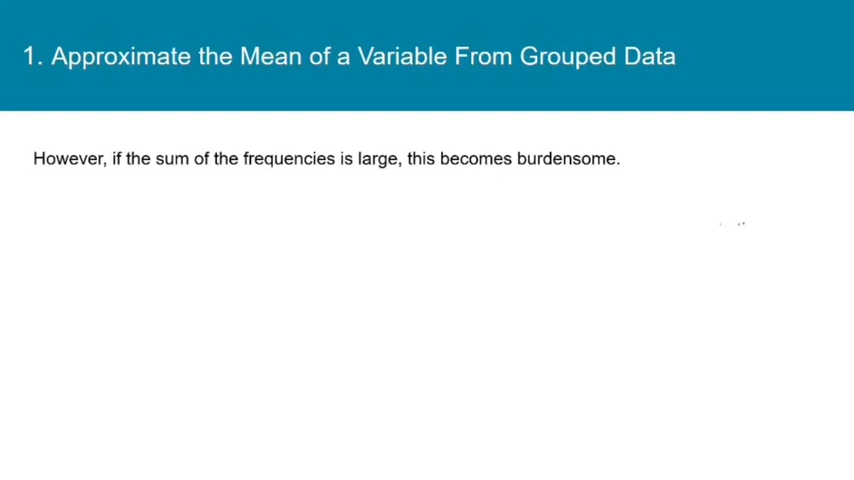 1. Approximate the Mean of a Variable From Grouped Data
However, if the sum of the frequencies is large, this becomes burdensome.